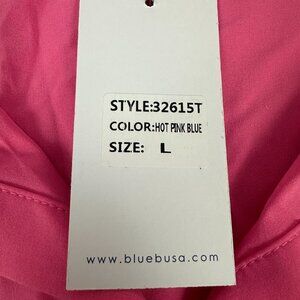 STYLE:32615T
COLOR:HOT PINK BLUE
SIZE: L
www.bluebusa.com